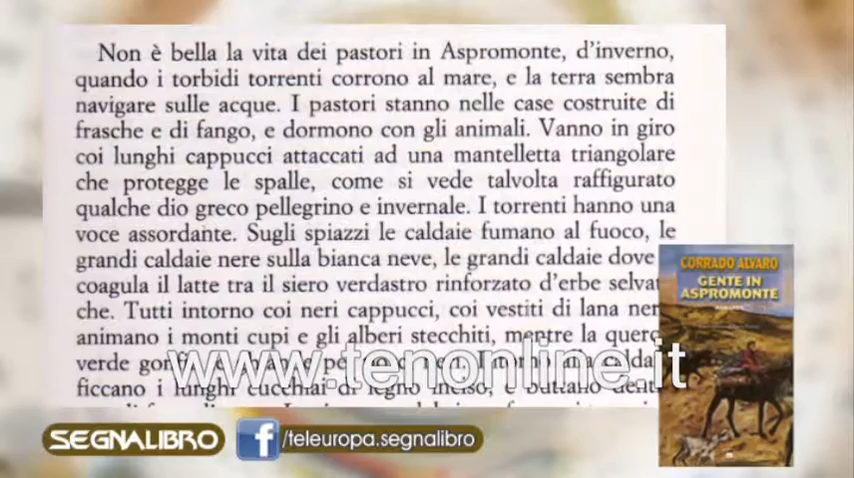 Non è bella la vita dei pastori in Aspromonte, d'inverno,
quando i torbidi torrenti corrono al mare, e la terra sembra
navigare sulle acque. I pastori stanno nelle case costruite di
frasche e di fango, e dormono con gli animali. Vanno in giro
coi lunghi cappucci attaccati ad una mantelletta triangolare
che protegge le spalle, come si vede talvolta raffigurato
qualche dio greco pellegrino e invernale. I torrenti hanno una
voce assordante. Sugli spiazzi le caldaie fumano al fuoco, le
grandi caldaie nere sulla bianca neve, le grandi caldaie dove
coagula il latte tra il siero verdastro rinforzato d'erbe selvat
che. Tutti intorno coi neri cappucci, coi vestiti di lana ner
animano i monti cupi e gli alberi stecchiti, mentre la querc
verde
ficcano i lunghi cucchiai di legno inciso, e buttano dent
www.tenonline.it
CORRADO ALVARO
GENTE IN
ASPROMONTE
SEGNALIBRO
f /teleuropa.segnalibro